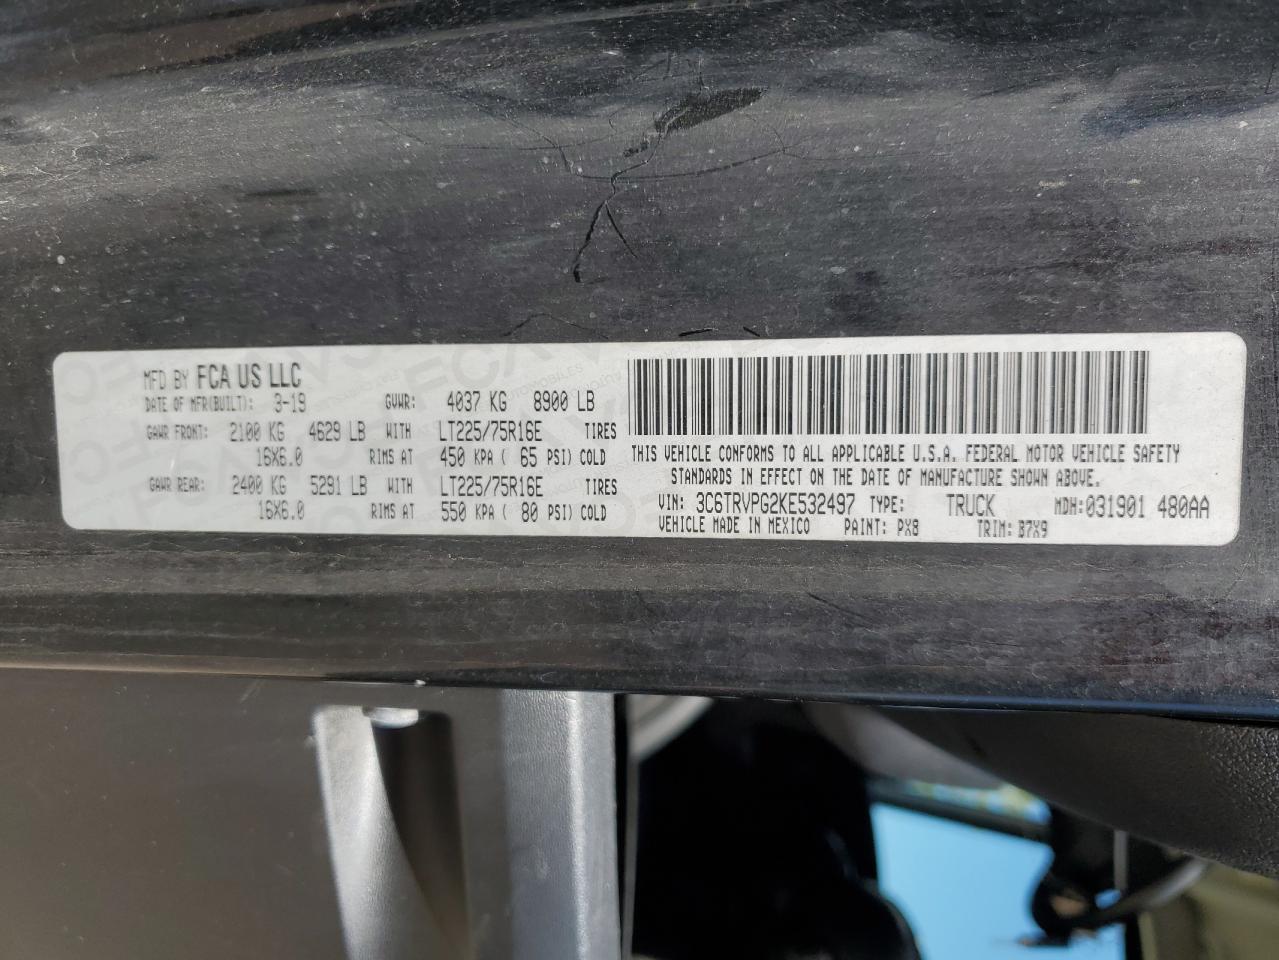 MFD BY FCA US LLC
DATE OF MFR(BUILT): 3-19 GVWR: 4037 KG 8900 LB
GAWR FRONT: 2100 KG 4629 LB WITH LT225/75R16E TIRES
16X6.0 RIMS AT 450 KPA ( 65 PSI) COLD
GAWR REAR: 2400 KG 5291 LB WITH LT225/75R16E TIRES
16X6.0 RIMS AT 550 KPA ( 80 PSI) COLD
THIS VEHICLE CONFORMS TO ALL APPLICABLE U.S.A. FEDERAL MOTOR VEHICLE SAFETY
STANDARDS IN EFFECT ON THE DATE OF MANUFACTURE SHOWN ABOVE.
VIN: 3C6TRVPG2KE532497 TYPE: TRUCK MDH:031901 480AA
VEHICLE MADE IN MEXICO PAINT: PX8 TRIM: B7X9